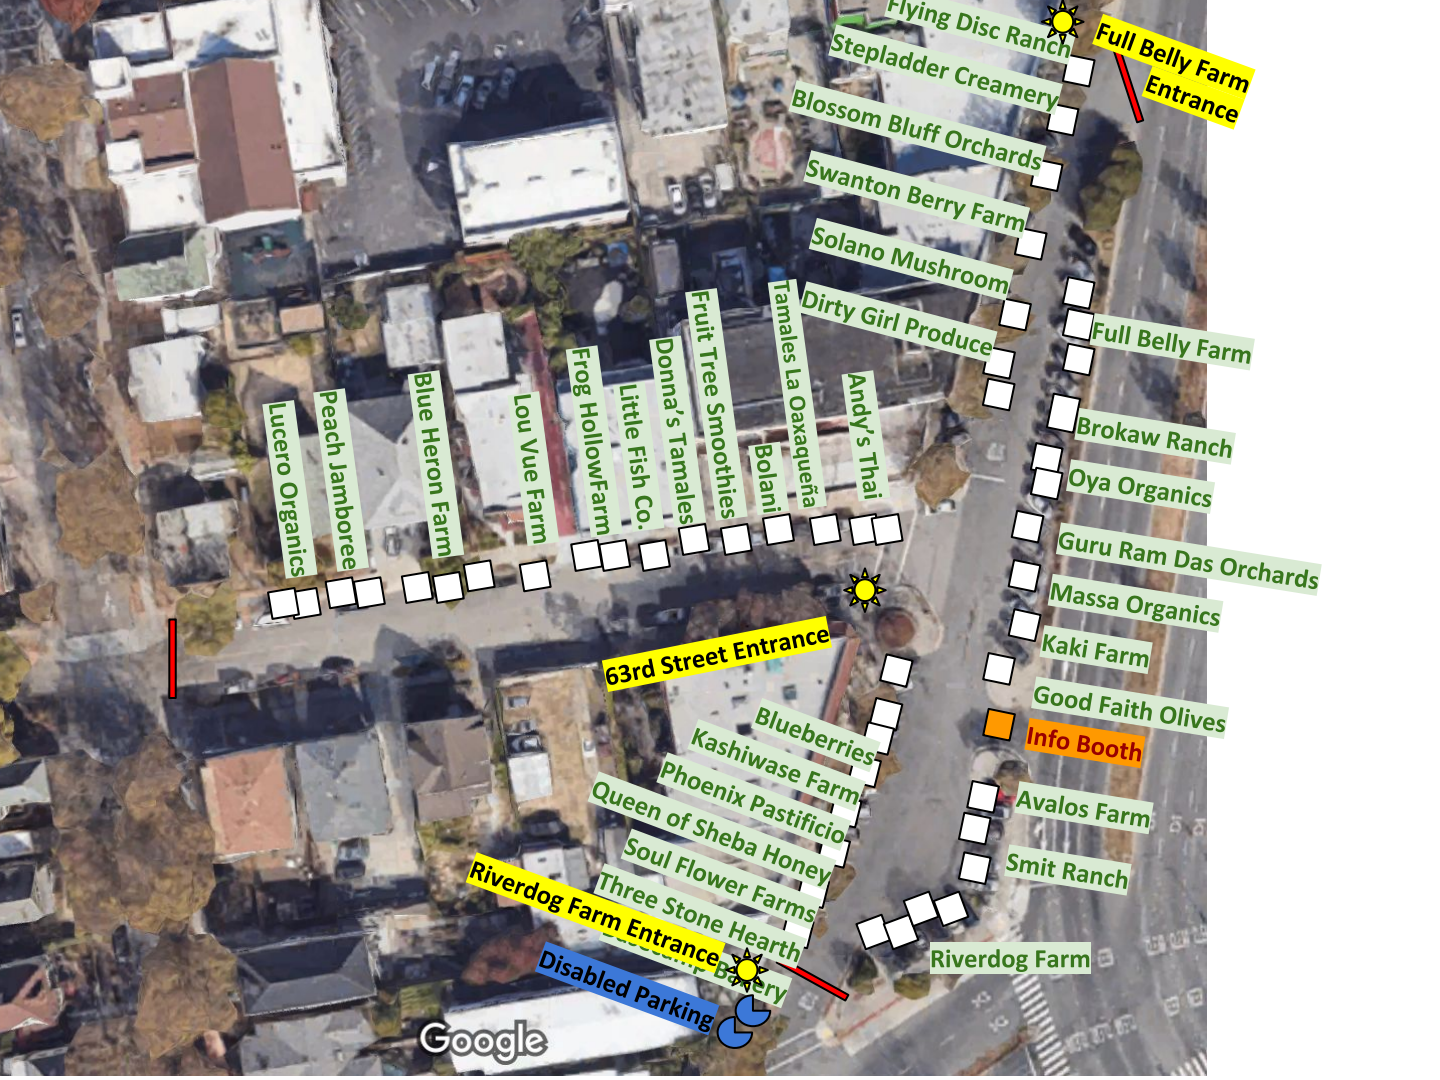 Flying Disc Ranch
Full Belly Farm
Entrance
Stepladder Creamery
Blossom Bluff Orchards
Swanton Berry Farm
Solano Mushroom
Dirty Girl Produce
Full Belly Farm
Brokaw Ranch
Oya Organics
Guru Ram Das Orchards
Massa Organics
Kaki Farm
Good Faith Olives
Info Booth
Avalos Farm
Smit Ranch
Riverdog Farm
Lucero Organics
Peach Jamboree
Blue Heron Farm
Lou Vue Farm
Frog HollowFarm
Little Fish Co.
Donna's Tamales
Fruit Tree Smoothies
Bolani
Tamales La Oaxaqueña
Andy's Thai
63rd Street Entrance
Blueberries
Kashiwase Farm
Phoenix Pastificio
Queen of Sheba Honey
Soul Flower Farms
Three Stone Hearth
Riverdog Farm Entrance
Bakery
Disabled Parking
Google